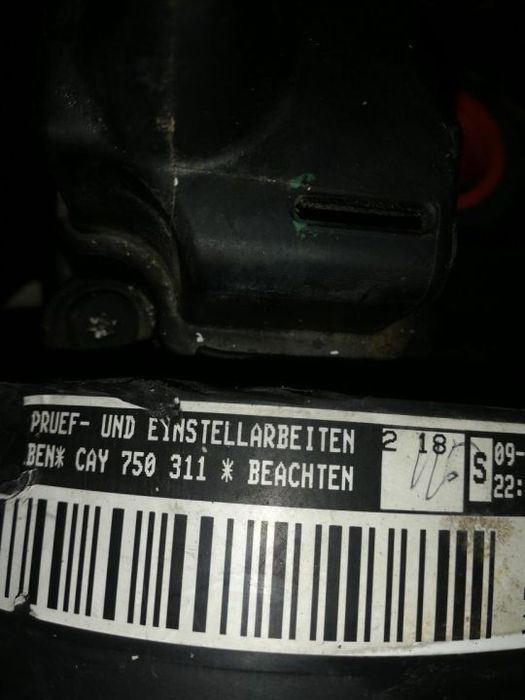 PRUEF- UND EINSTELLARBEITEN
BEN* CAY 750 311 * BEACHTEN
2 18
S
09-
22: